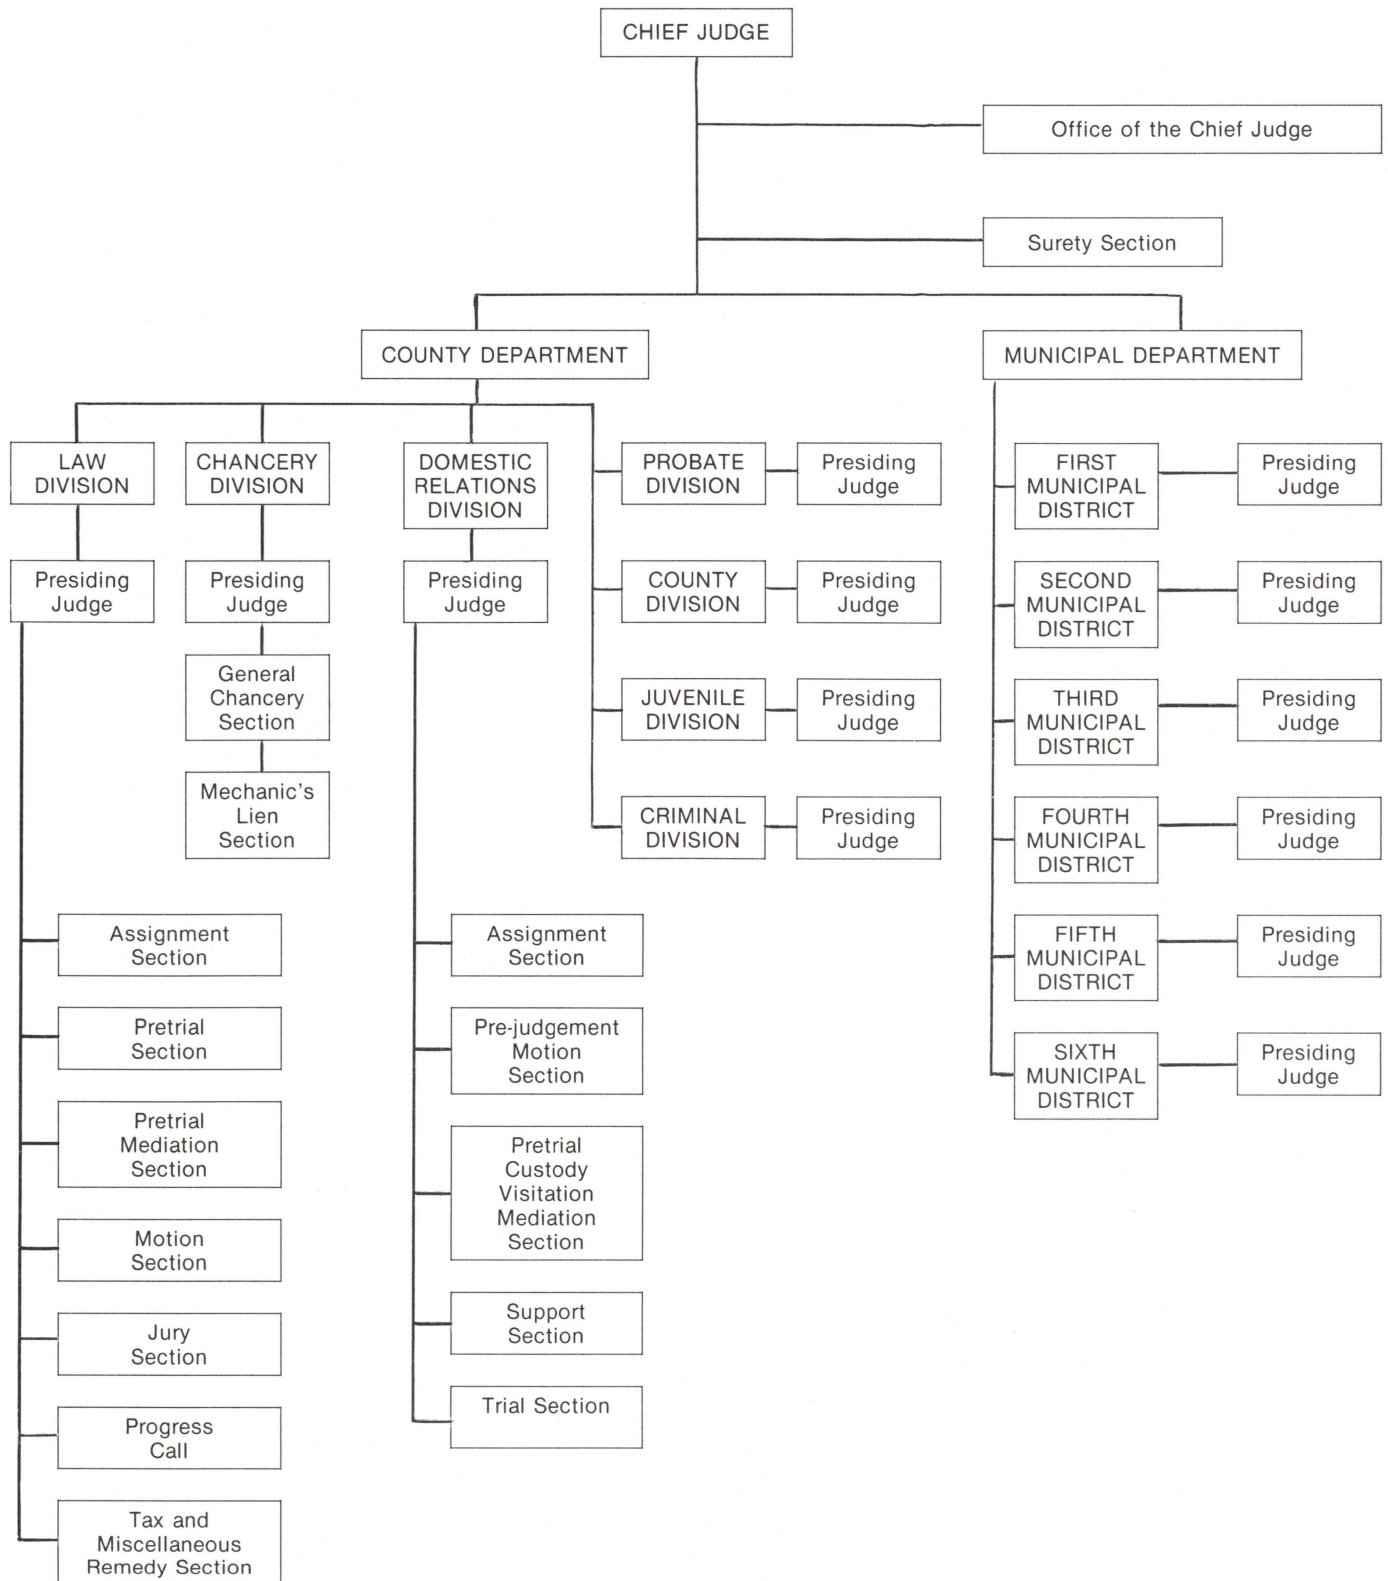 CHIEF JUDGE
Office of the Chief Judge
Surety Section
COUNTY DEPARTMENT
MUNICIPAL DEPARTMENT
LAW
DIVISION
Presiding
Judge
Assignment
Section
Pretrial
Section
Pretrial
Mediation
Section
Motion
Section
Jury
Section
Progress
Call
Tax and
Miscellaneous
Remedy Section
CHANCERY
DIVISION
Presiding
Judge
General
Chancery
Section
Mechanic's
Lien
Section
DOMESTIC
RELATIONS
DIVISION
Presiding
Judge
Assignment
Section
Pre-judgement
Motion
Section
Pretrial
Custody
Visitation
Mediation
Section
Support
Section
Trial Section
PROBATE
DIVISION
Presiding
Judge
COUNTY
DIVISION
Presiding
Judge
JUVENILE
DIVISION
Presiding
Judge
CRIMINAL
DIVISION
Presiding
Judge
FIRST
MUNICIPAL
DISTRICT
Presiding
Judge
SECOND
MUNICIPAL
DISTRICT
Presiding
Judge
THIRD
MUNICIPAL
DISTRICT
Presiding
Judge
FOURTH
MUNICIPAL
DISTRICT
Presiding
Judge
FIFTH
MUNICIPAL
DISTRICT
Presiding
Judge
SIXTH
MUNICIPAL
DISTRICT
Presiding
Judge